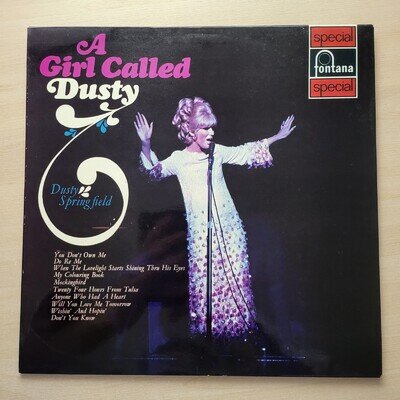 A
Girl Called
Dusty
special
fontana
special
Dusty
Springfield
You Don't Own Me
Do Re Me
When The Lovelight Starts Shining Thru His Eyes
My Colouring Book
Mockingbird
Twenty Four Hours From Tulsa
Anyone Who Had A Heart
Will You Love Me Tomorrow
Wishin' And Hopin'
Don't You Know